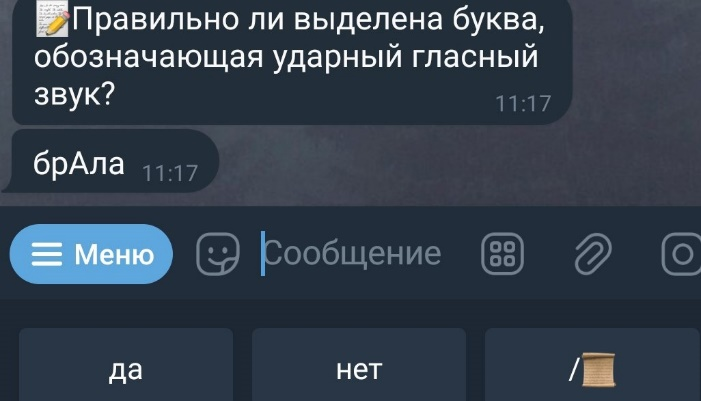 📝Правильно ли выделена буква,
обозначающая ударный гласный
звук?
11:17
брАла 11:17
Меню Сообщение
да нет /📜